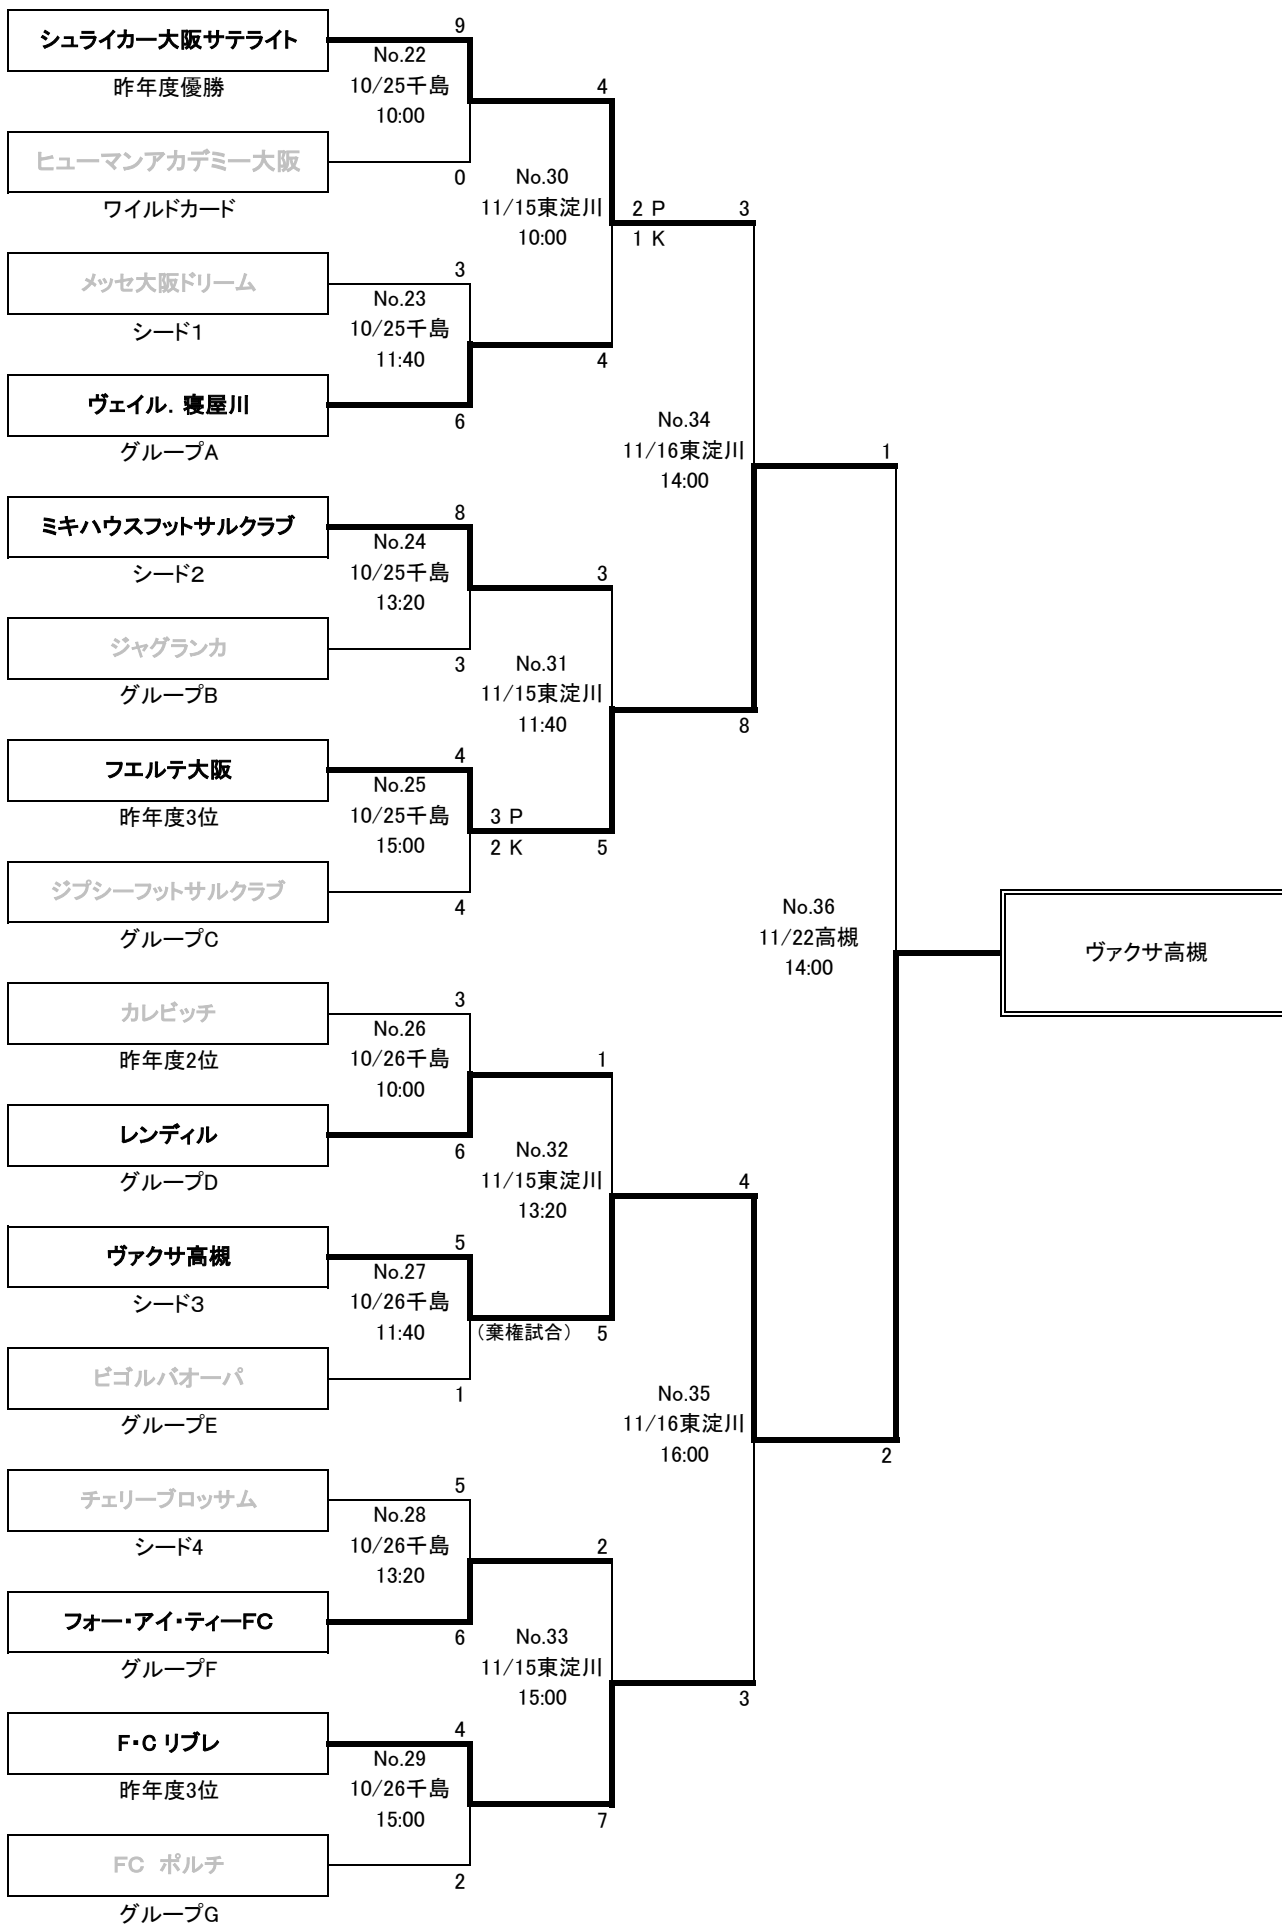 9
シュライカー大阪サテライト
No.22
昨年度優勝
10/25千島
4
10:00
ヒューマンアカデミー大阪
0
No.30
ワイルドカード
11/15東淀川
2 P
3
10:00
1 K
3
メッセ大阪ドリーム
No.23
シード1
10/25千島
11:40
4
ヴェイル．寝屋川
6
No.34
グループA
11/16東淀川
1
14:00
8
ミキハウスフットサルクラブ
No.24
シード2
10/25千島
3
13:20
ジャグランカ
3
No.31
グループB
11/15東淀川
11:40
8
4
フエルテ大阪
No.25
昨年度3位
10/25千島
3 P
15:00
2 K
5
ジプシーフットサルクラブ
4
No.36
グループC
11/22高槻
ヴァクサ高槻
14:00
3
カレビッチ
No.26
昨年度2位
10/26千島
1
10:00
レンディル
6
No.32
グループD
11/15東淀川
4
13:20
5
ヴァクサ高槻
No.27
シード3
10/26千島
11:40
（棄権試合）
5
ビゴルバオーパ
1
No.35
グループE
11/16東淀川
16:00
2
5
チェリーブロッサム
No.28
シード4
10/26千島
2
13:20
フォー・アイ・ティーFC
6
No.33
グループF
11/15東淀川
15:00
3
4
F・C リブレ
No.29
昨年度3位
10/26千島
15:00
7
FC ポルチ
2
グループG